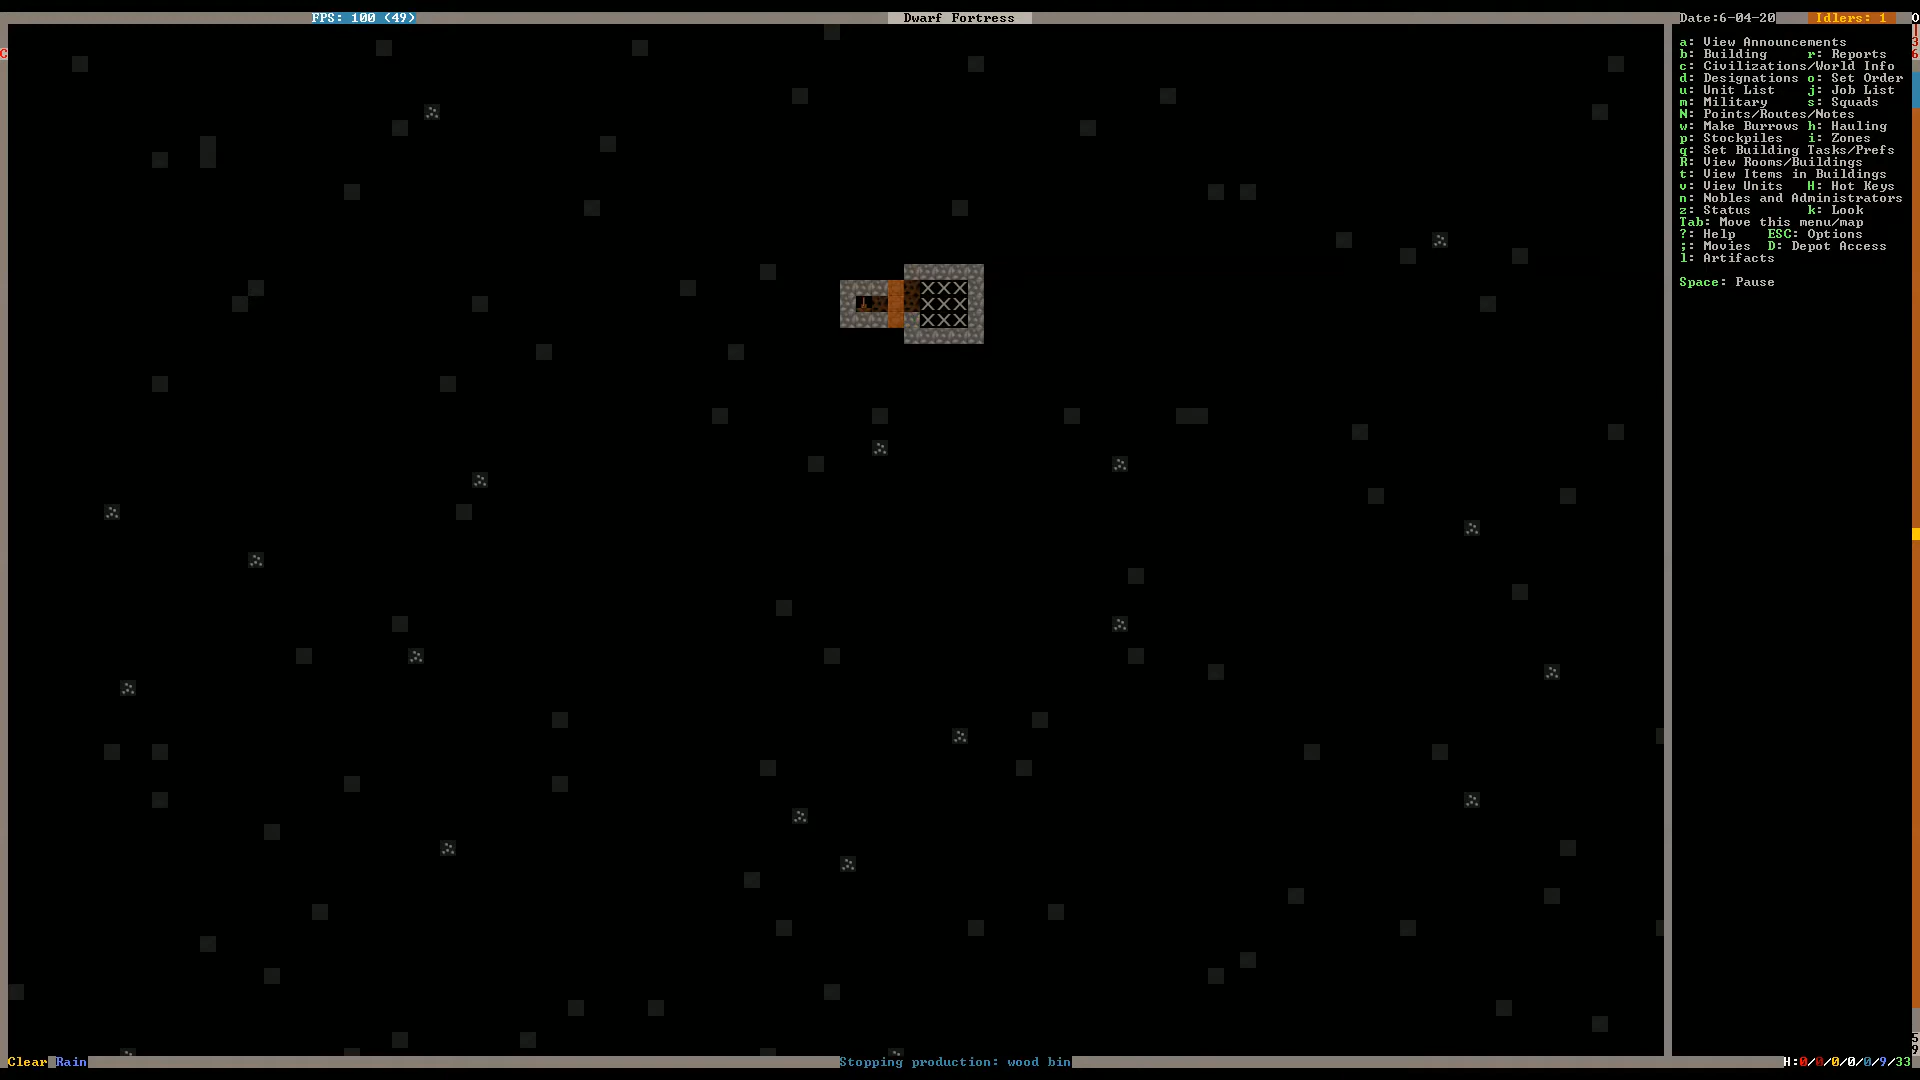 FPS: 100 (49) Dwarf Fortress Date:6-04-20 Idlers: 1
a: View Announcements
b: Building r: Reports
c: Civilizations/World Info
d: Designations o: Set Order
u: Unit List j: Job List
m: Military s: Squads
N: Points/Routes/Notes
w: Make Burrows h: Hauling
p: Stockpiles i: Zones
q: Set Building Tasks/Prefs
R: View Rooms/Buildings
t: View Items in Buildings
v: View Units H: Hot Keys
n: Nobles and Administrators
z: Status k: Look
Tab: Move this menu/map
?: Help ESC: Options
;: Movies D: Depot Access
l: Artifacts
Space: Pause
Clear Rain Stopping production: wood bin H:0/0/0/0/0/9/33